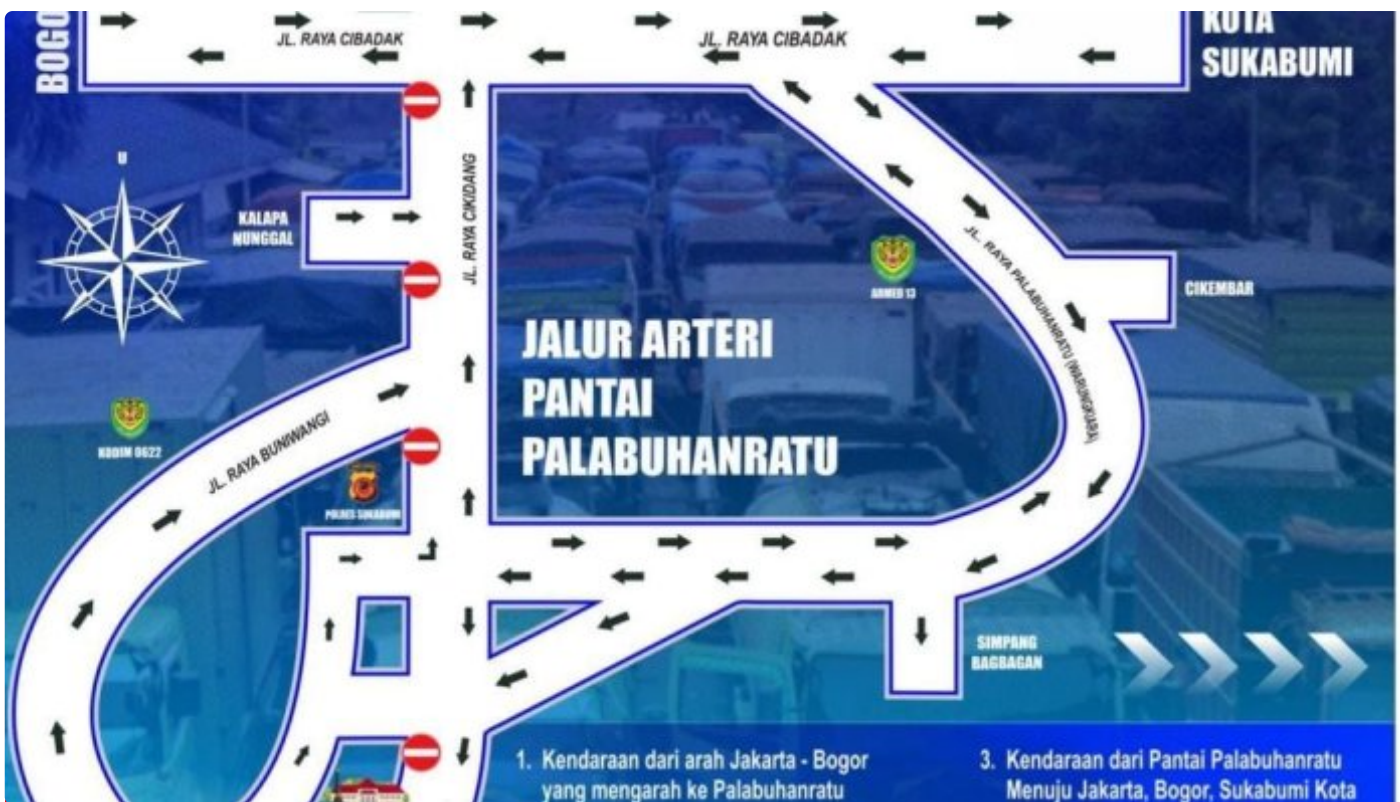 BOGO
JL. RAYA CIBADAK
JL. RAYA CIBADAK
KOTA
SUKABUMI
U
KALAPA
NUNGGAL
JL. RAYA CIKIDANG
ARMED 13
JL. RAYA PALABUHANRATU (WARUNGKIARA)
CIKEMBAR
JALUR ARTERI
PANTAI
PALABUHANRATU
KODIM 0622
JL. RAYA BUNIWANGI
POLRES SUKABUMI
SIMPANG
BAGBAGAN
1. Kendaraan dari arah Jakarta - Bogor
yang mengarah ke Palabuhanratu
3. Kendaraan dari Pantai Palabuhanratu
Menuju Jakarta, Bogor, Sukabumi Kota